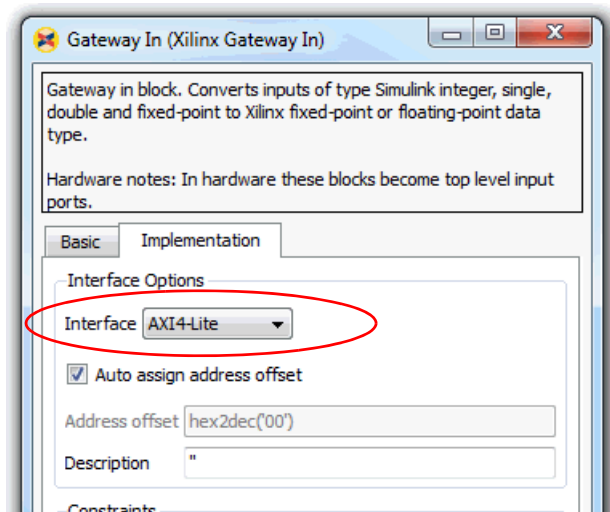 Gateway In (Xilinx Gateway In)
Gateway in block. Converts inputs of type Simulink integer, single,
double and fixed-point to Xilinx fixed-point or floating-point data
type.
Hardware notes: In hardware these blocks become top level input
ports.
Basic Implementation
Interface Options
Interface AXI4-Lite
Auto assign address offset
Address offset hex2dec('00')
Description "
Constraints